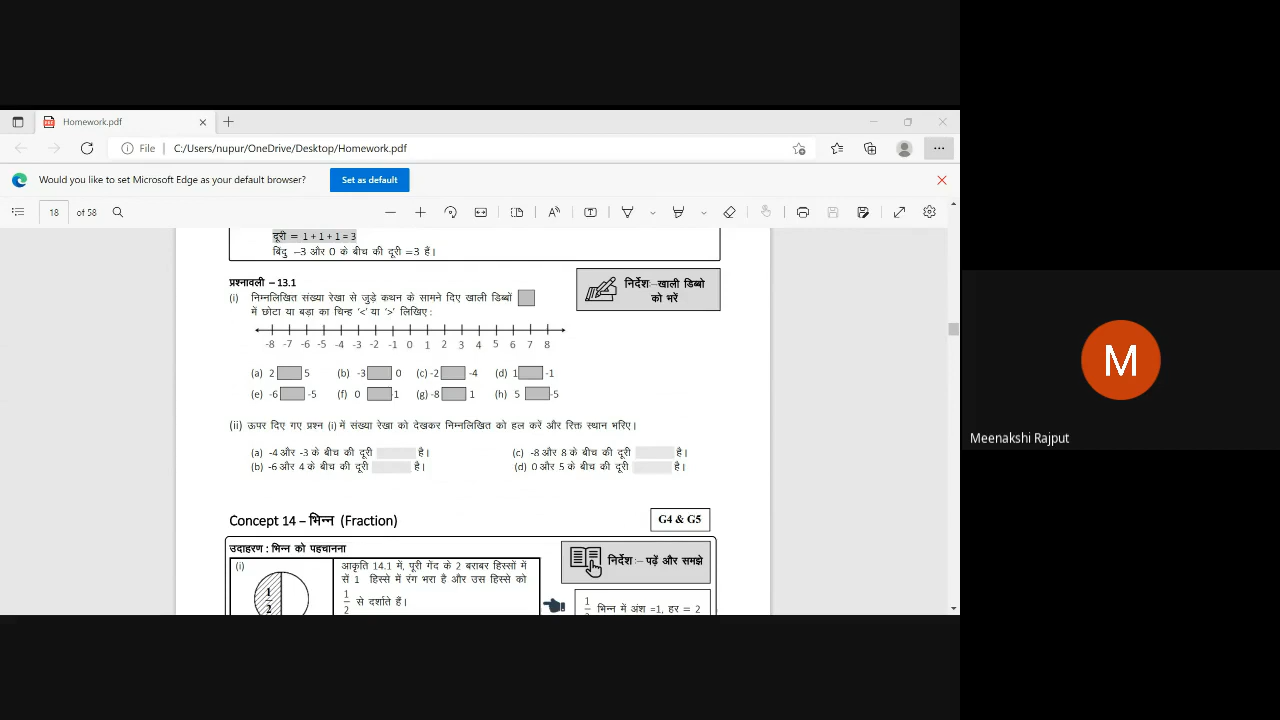 Homework.pdf
File
C:/Users/nupur/OneDrive/Desktop/Homework.pdf
Would you like to set Microsoft Edge as your default browser?
Set as default
18
of 58
दूरी = 1+1+1=3
बिंदु –3 और 0 के बीच की दूरी =3 हैं।
प्रश्नावली – 13.1
निर्देश:–खाली डिब्बो
को भरें
(i) निम्नलिखित संख्या रेखा से जुड़े कथन के सामने दिए खाली डिब्बों
में छोटा या बड़ा का चिन्ह '<' या '>' लिखिए :
-8 -7 -6 -5 -4 -3 -2 -1 0 1 2 3 4 5 6 7 8
(a) 2 5 (b) -3 0 (c) -2 -4 (d) 1 -1
(e) -6 -5 (f) 0 1 (g) -8 1 (h) 5 -5
(ii) ऊपर दिए गए प्रश्न (i) में संख्या रेखा को देखकर निम्नलिखित को हल करें और रिक्त स्थान भरिए।
(a) -4 और -3 के बीच की दूरी है। (c) -8 और 8 के बीच की दूरी है।
(b) -6 और 4 के बीच की दूरी है। (d) 0 और 5 के बीच की दूरी है।
Concept 14 – भिन्न (Fraction)
G4 & G5
उदाहरण : भिन्न को पहचानना
निर्देश:– पढ़ें और समझे
(i)
आकृति 14.1 में, पूरी गेंद के 2 बराबर हिस्सों में
सें 1 हिस्से में रंग भरा है और उस हिस्से को
1/2 से दर्शाते हैं।
1/2
भिन्न में अंश =1, हर = 2
M
Meenakshi Rajput